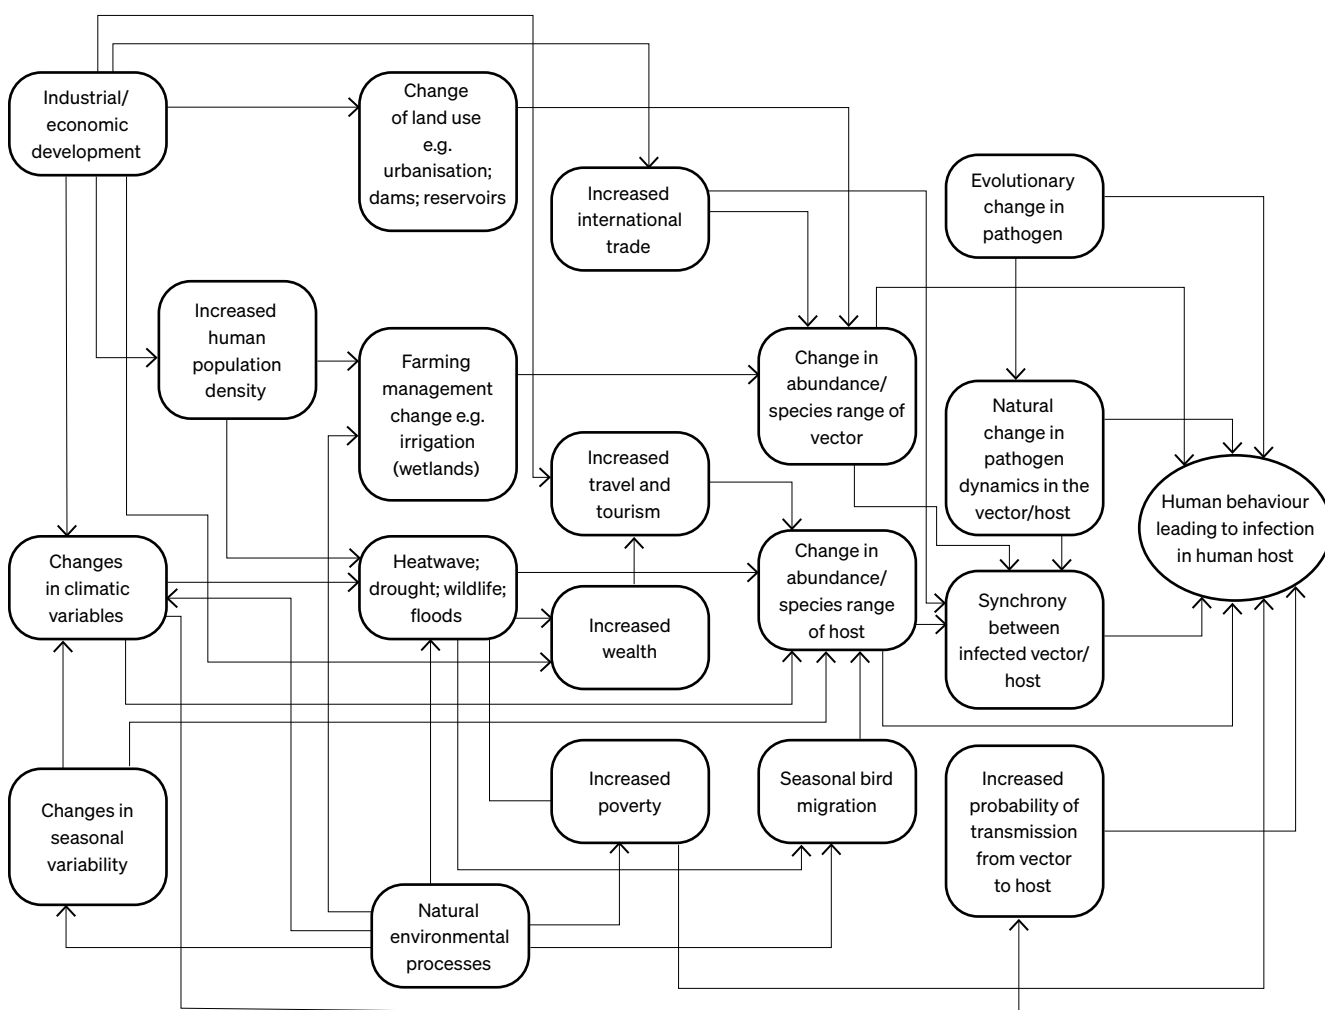 Industrial/
economic
development
Change
of land use
e.g.
urbanisation;
dams; reservoirs
Increased
international
trade
Evolutionary
change in
pathogen
Increased
human
population
density
Farming
management
change e.g.
irrigation
(wetlands)
Change in
abundance/
species range of
vector
Natural
change in
pathogen
dynamics in the
vector/host
Increased
travel and
tourism
Human behaviour
leading to infection
in human host
Changes
in climatic
variables
Heatwave;
drought; wildlife;
floods
Increased
wealth
Change in
abundance/
species range
of host
Synchrony
between
infected vector/
host
Changes in
seasonal
variability
Increased
poverty
Seasonal bird
migration
Increased
probability of
transmission
from vector
to host
Natural
environmental
processes